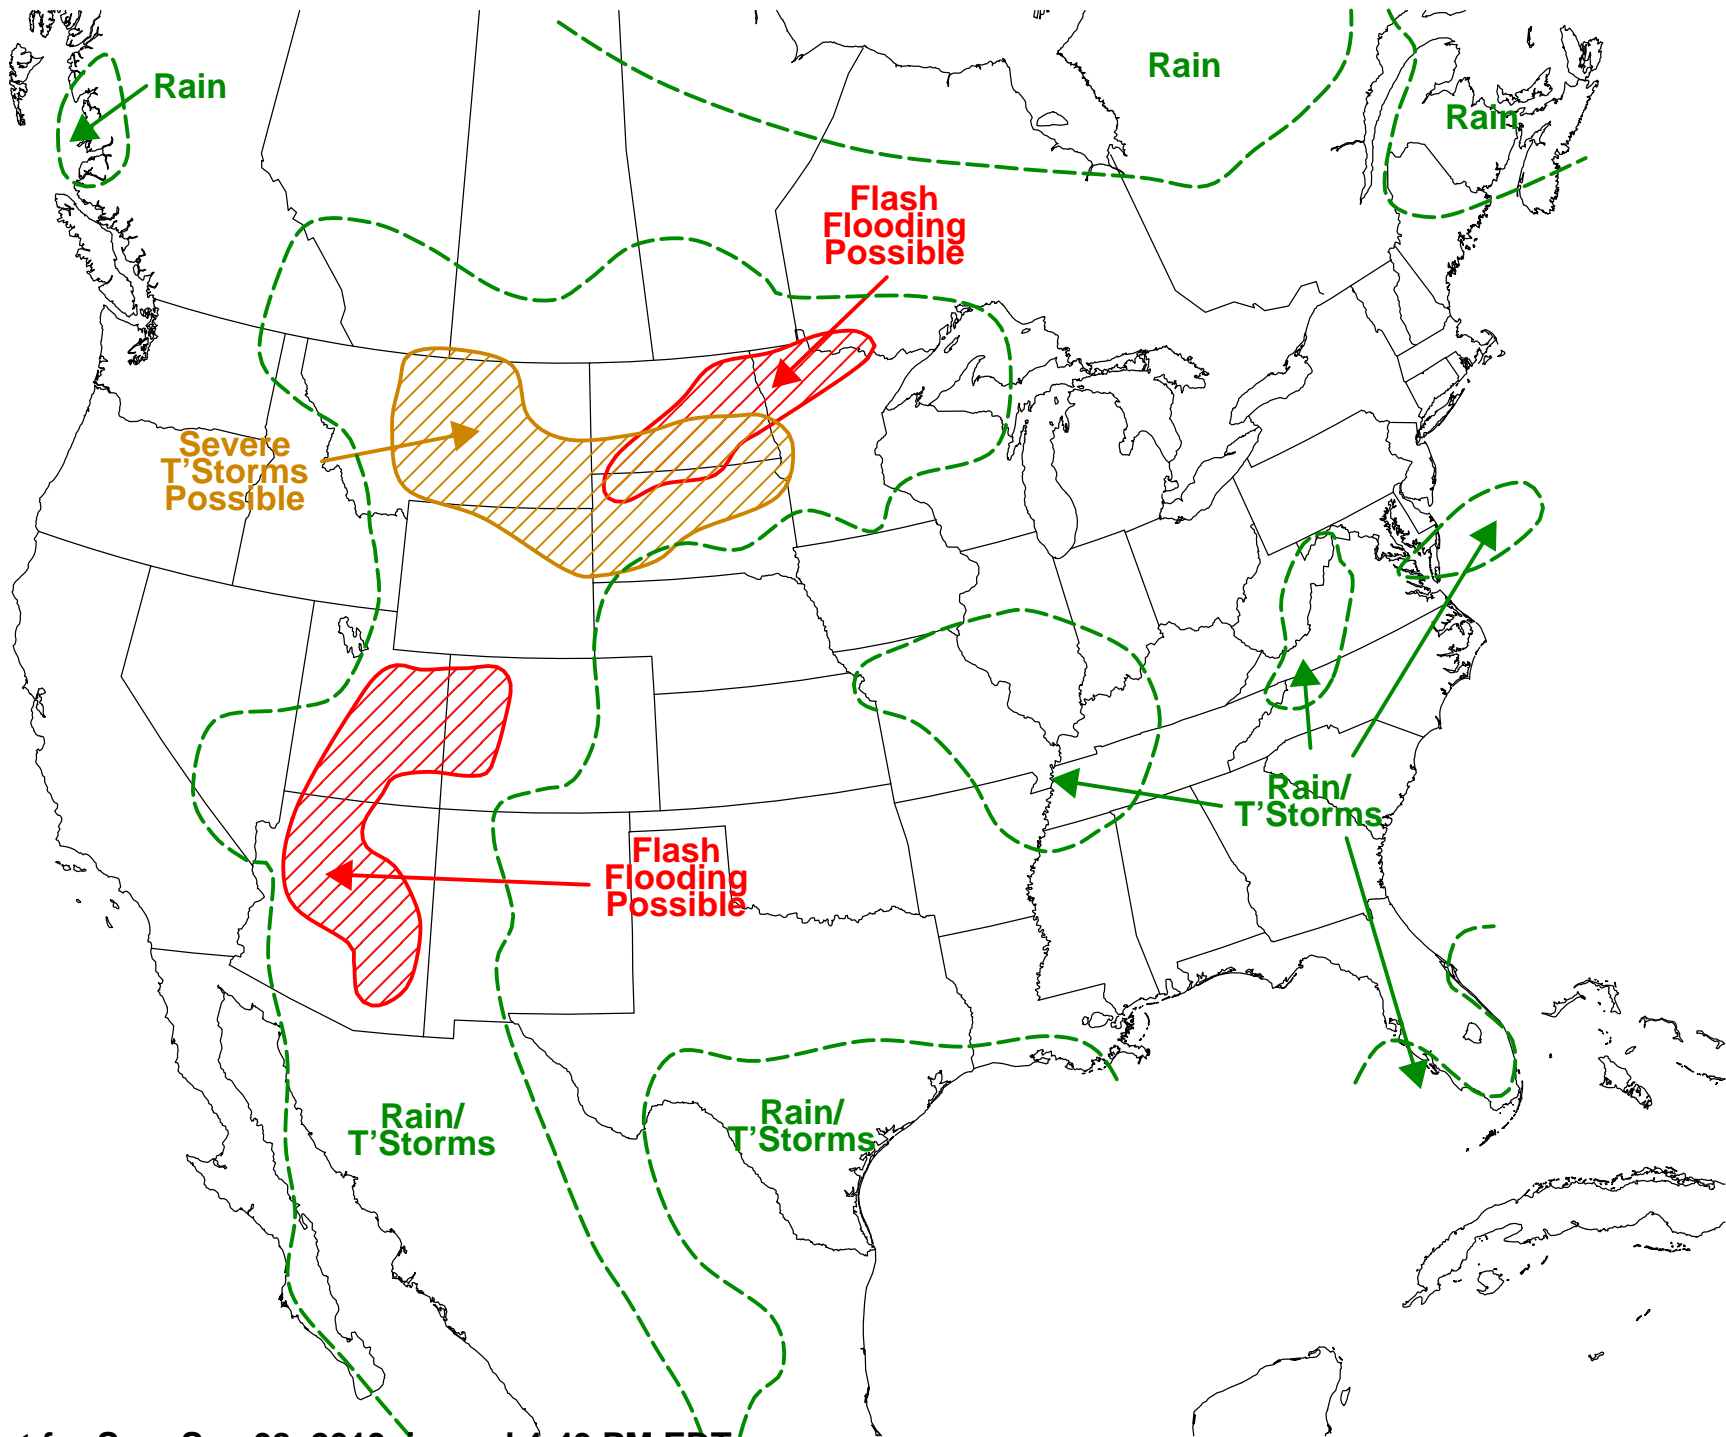 Rain
Rain
Rain
Flash
Flooding
Possible
Severe
T'Storms
Possible
Rain/
T'Storms
Flash
Flooding
Possible
Rain/
T'Storms
Rain/
T'Storms